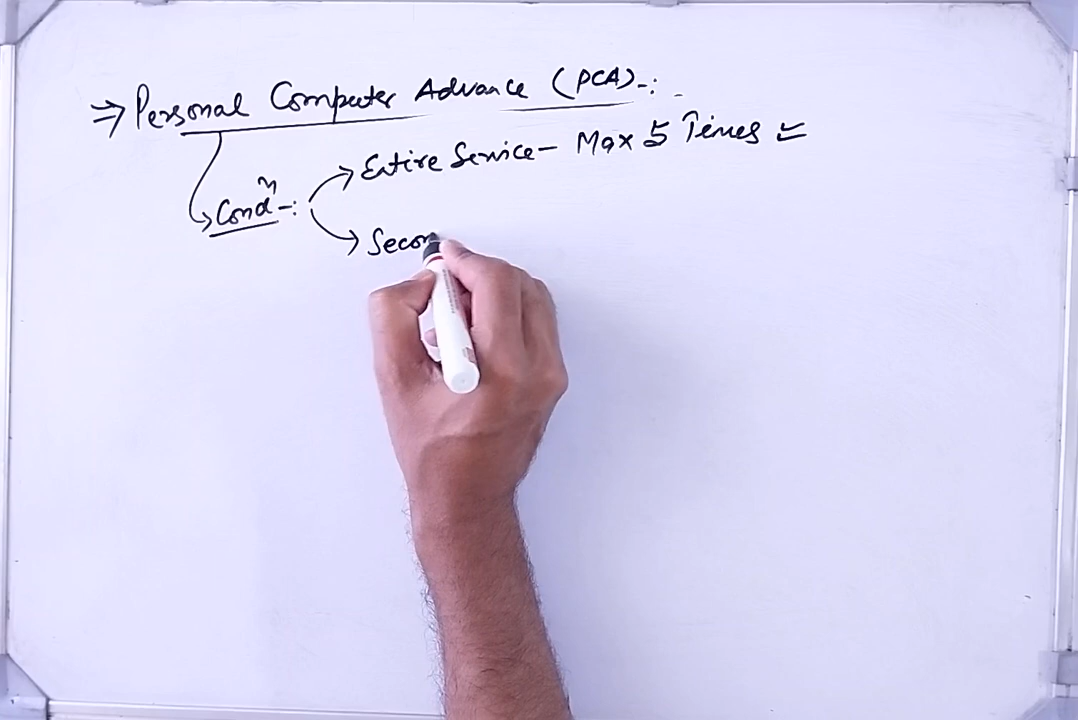 ⇒ Personal Computer Advance (PCA)-:
Entire Service - Max 5 Times
Condn-:
Secon